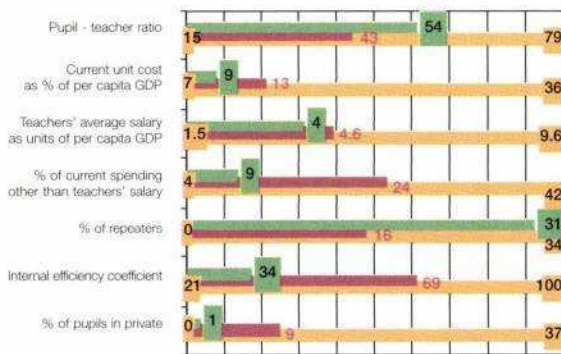 Pupil - teacher ratio
15 43 54 79
Current unit cost
as % of per capita GDP
7 9 13 36
Teachers' average salary
as units of per capita GDP
1.5 4 4.6 9.6
% of current spending
other than teachers' salary
4 9 24 42
% of repeaters
0 16 31
34
Internal efficiency coefficient
21 34 69 100
% of pupils in private
0 1 9 37